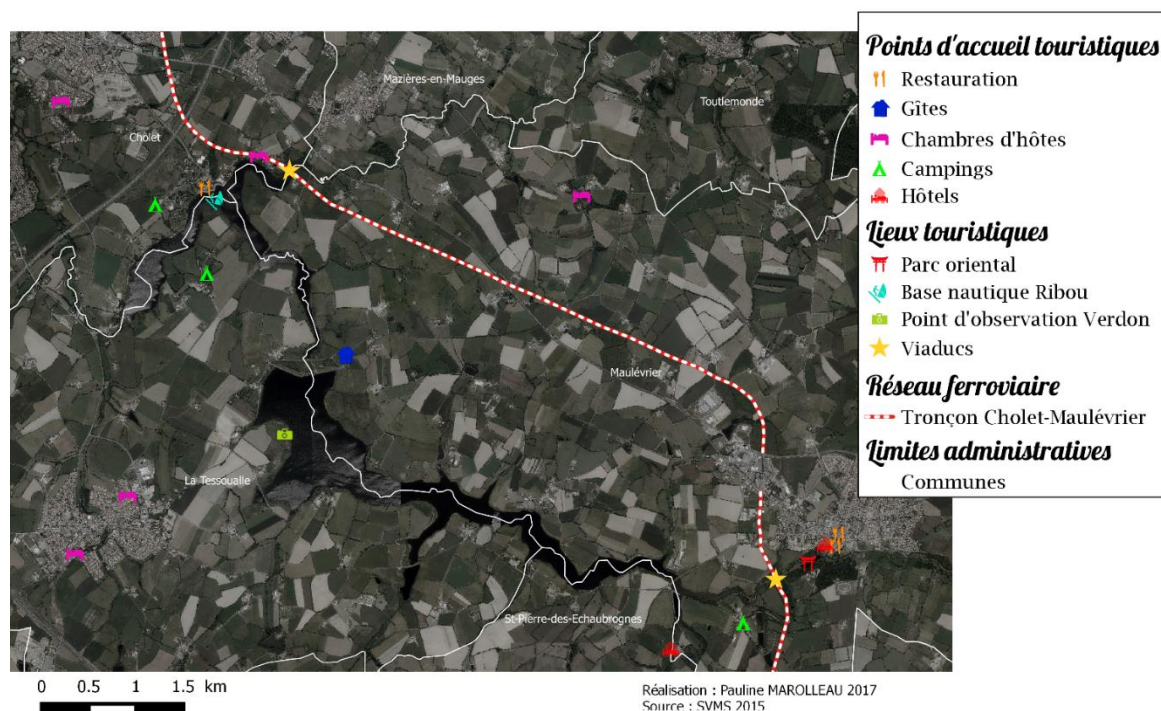 Points d'accueil touristiques
Restauration
Gîtes
Chambres d'hôtes
Campings
Hôtels
Lieux touristiques
Parc oriental
Base nautique Ribou
Point d'observation Verdon
Viaducs
Réseau ferroviaire
Tronçon Cholet-Maulévrier
Limites administratives
Communes
Mazières-en-Mauges
Toutlemonde
Cholet
Maulévrier
La Tessoualle
St-Pierre-des-Echaubrognes
0 0.5 1 1.5 km
Réalisation : Pauline MAROLLEAU 2017
Source : SVMS 2015